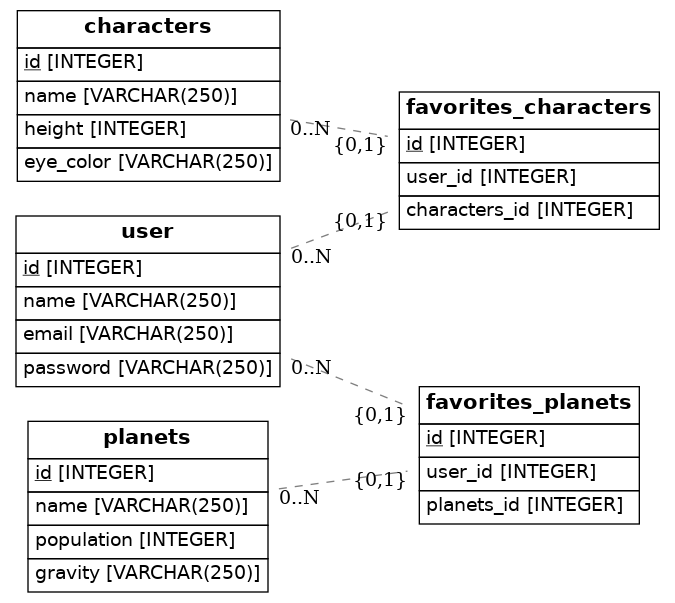 characters
id [INTEGER]
name [VARCHAR(250)]
height [INTEGER]
eye_color [VARCHAR(250)]
0..N
{0,1}
favorites_characters
id [INTEGER]
user_id [INTEGER]
characters_id [INTEGER]
user
id [INTEGER]
name [VARCHAR(250)]
email [VARCHAR(250)]
password [VARCHAR(250)]
{0,1}
0..N
0..N
{0,1}
favorites_planets
id [INTEGER]
user_id [INTEGER]
planets_id [INTEGER]
planets
id [INTEGER]
name [VARCHAR(250)]
population [INTEGER]
gravity [VARCHAR(250)]
{0,1}
0..N